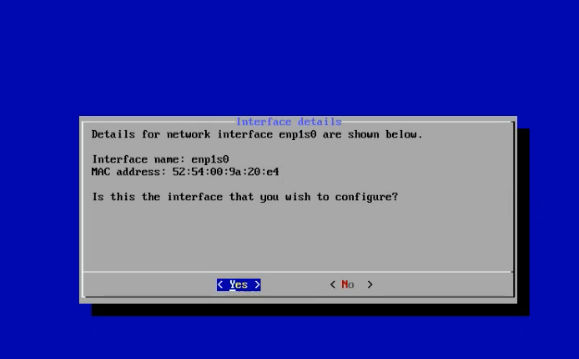 Interface details
Details for network interface enp1s0 are shown below.
Interface name: enp1s0
MAC address: 52:54:00:9a:20:e4
Is this the interface that you wish to configure?
< Yes > < No >